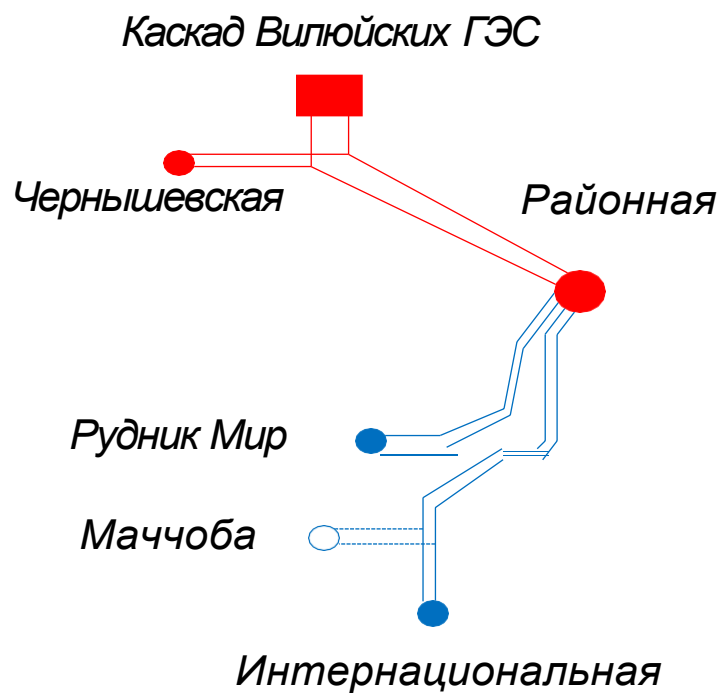 Каскад Вилюйских ГЭС
Чернышевская
Районная
Рудник Мир
Маччоба
Интернациональная